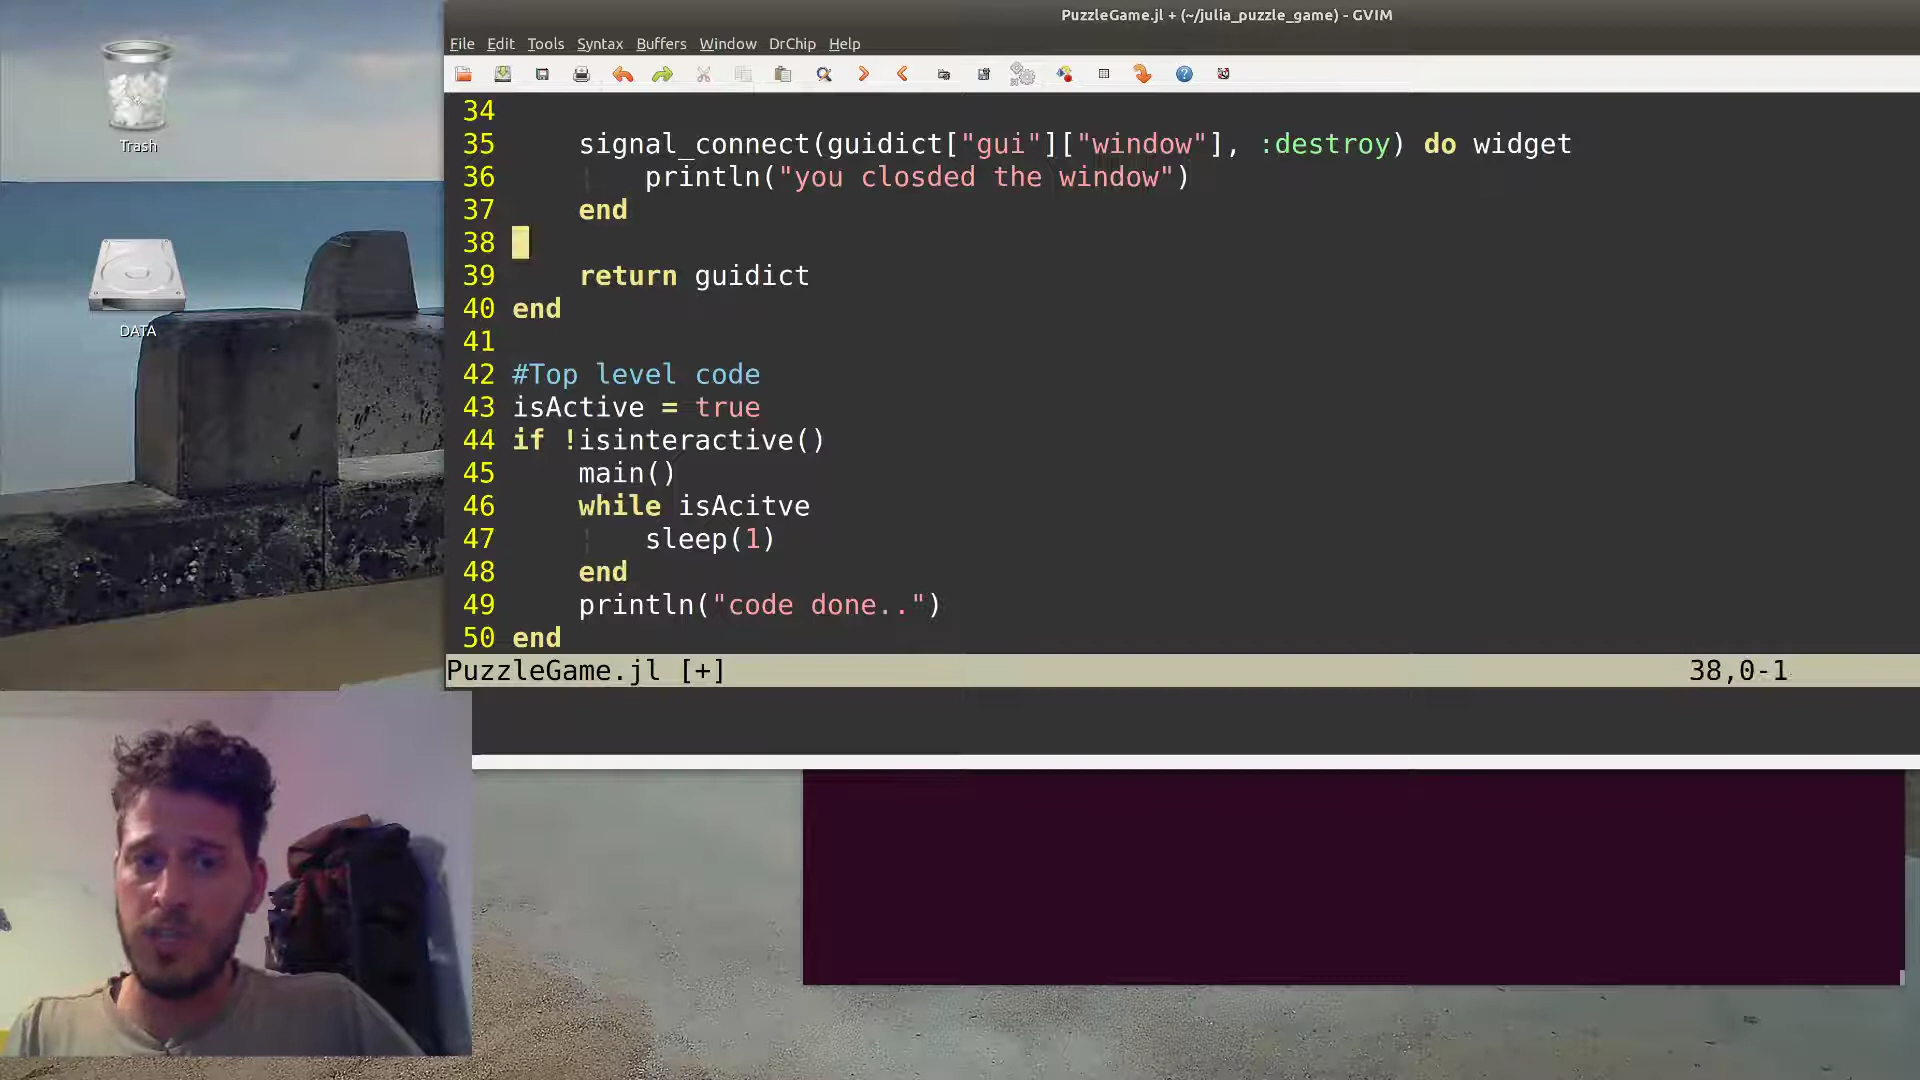 PuzzleGame.jl + (~/julia_puzzle_game) - GVIM
File Edit Tools Syntax Buffers Window DrChip Help
Trash
DATA
34
35 signal_connect(guidict["gui"]["window"], :destroy) do widget
36 println("you closded the window")
37 end
38
39 return guidict
40 end
41
42 #Top level code
43 isActive = true
44 if !isinteractive()
45 main()
46 while isAcitve
47 sleep(1)
48 end
49 println("code done..")
50 end
PuzzleGame.jl [+] 38,0-1